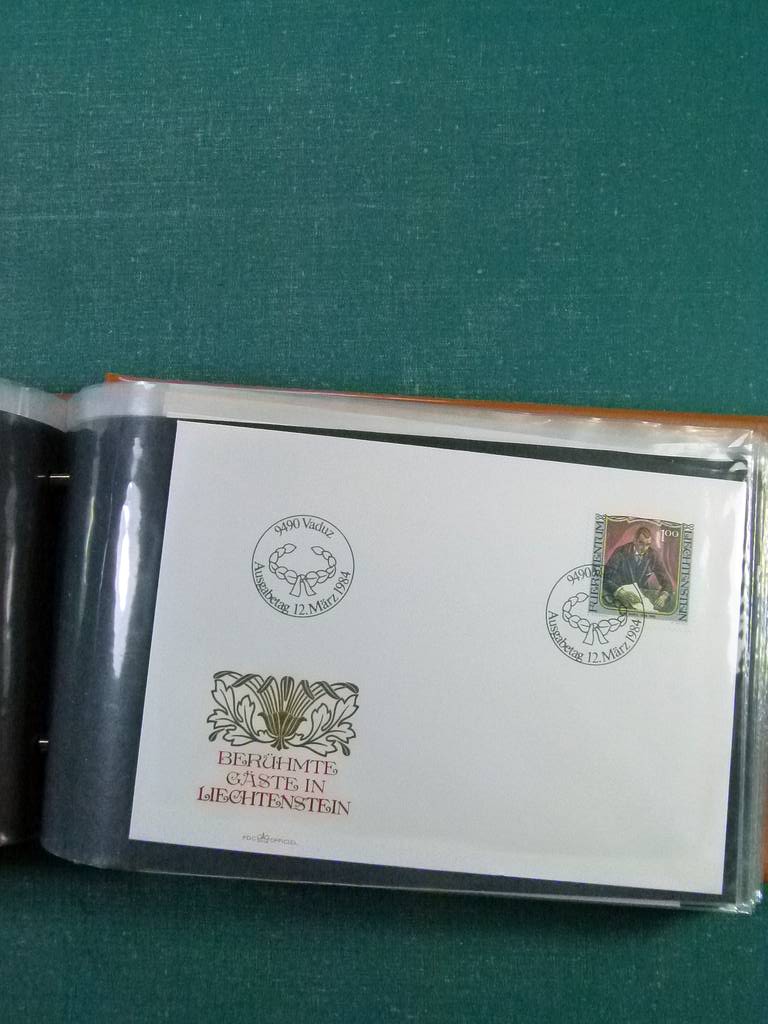 9490 Vaduz
Ausgabetag 12. März 1984
FUERSTENTUM
1.00
LIECHTENSTEIN
9490
Ausgabetag 12. März 1984
BERÜHMTE
GÄSTE IN
LIECHTENSTEIN
FDC OFFICIEL